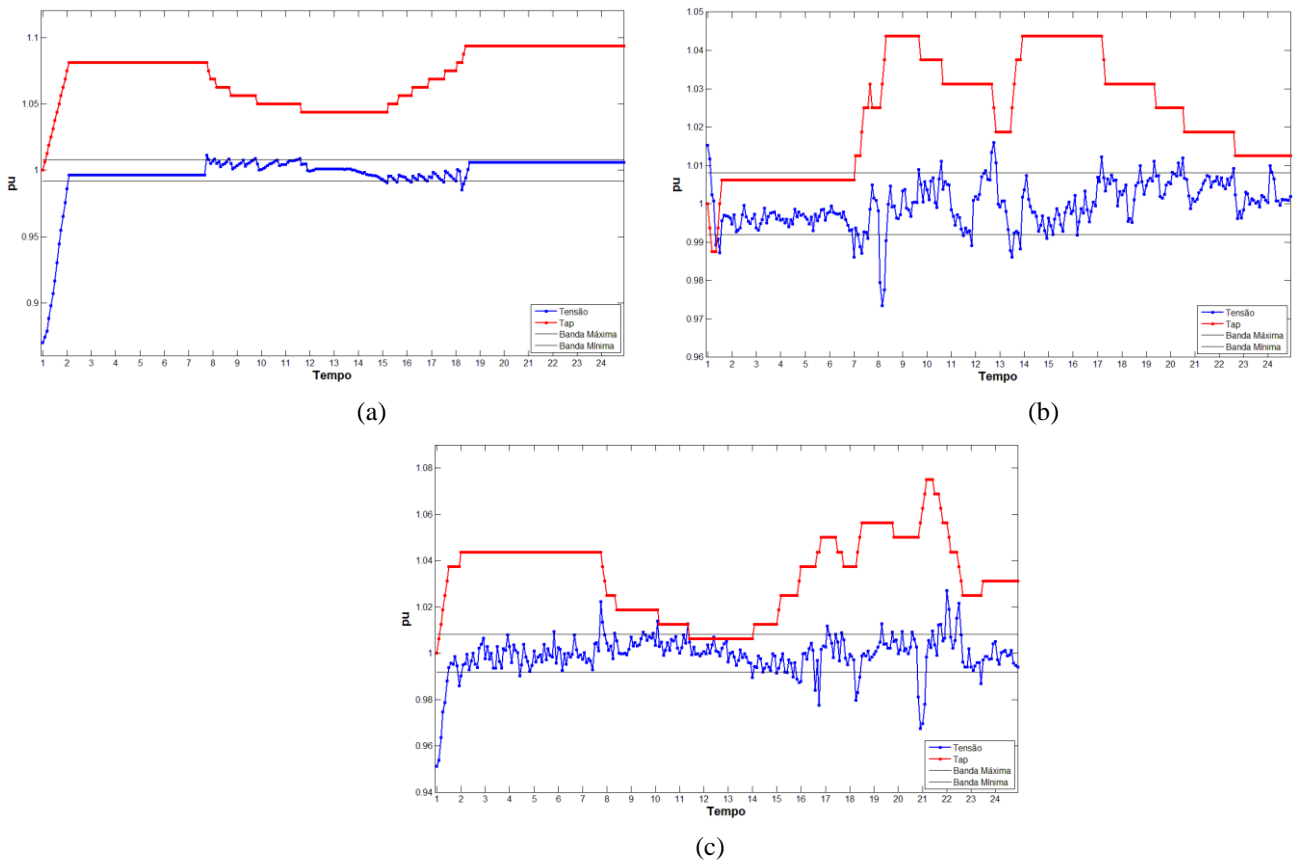 1.1
1.05
1
0.95
0.9
pu
1 2 3 4 5 6 7 8 9 10 11 12 13 14 15 16 17 18 19 20 21 22 23 24
Tempo
Tensão
Tap
Banda Máxima
Banda Mínima
(a)
1.05
1.04
1.03
1.02
1.01
1
0.99
0.98
0.97
0.96
pu
1 2 3 4 5 6 7 8 9 10 11 12 13 14 15 16 17 18 19 20 21 22 23 24
Tempo
Tensão
Tap
Banda Máxima
Banda Mínima
(b)
1.08
1.06
1.04
1.02
1
0.98
0.96
0.94
pu
1 2 3 4 5 6 7 8 9 10 11 12 13 14 15 16 17 18 19 20 21 22 23 24
Tempo
Tensão
Tap
Banda Máxima
Banda Mínima
(c)